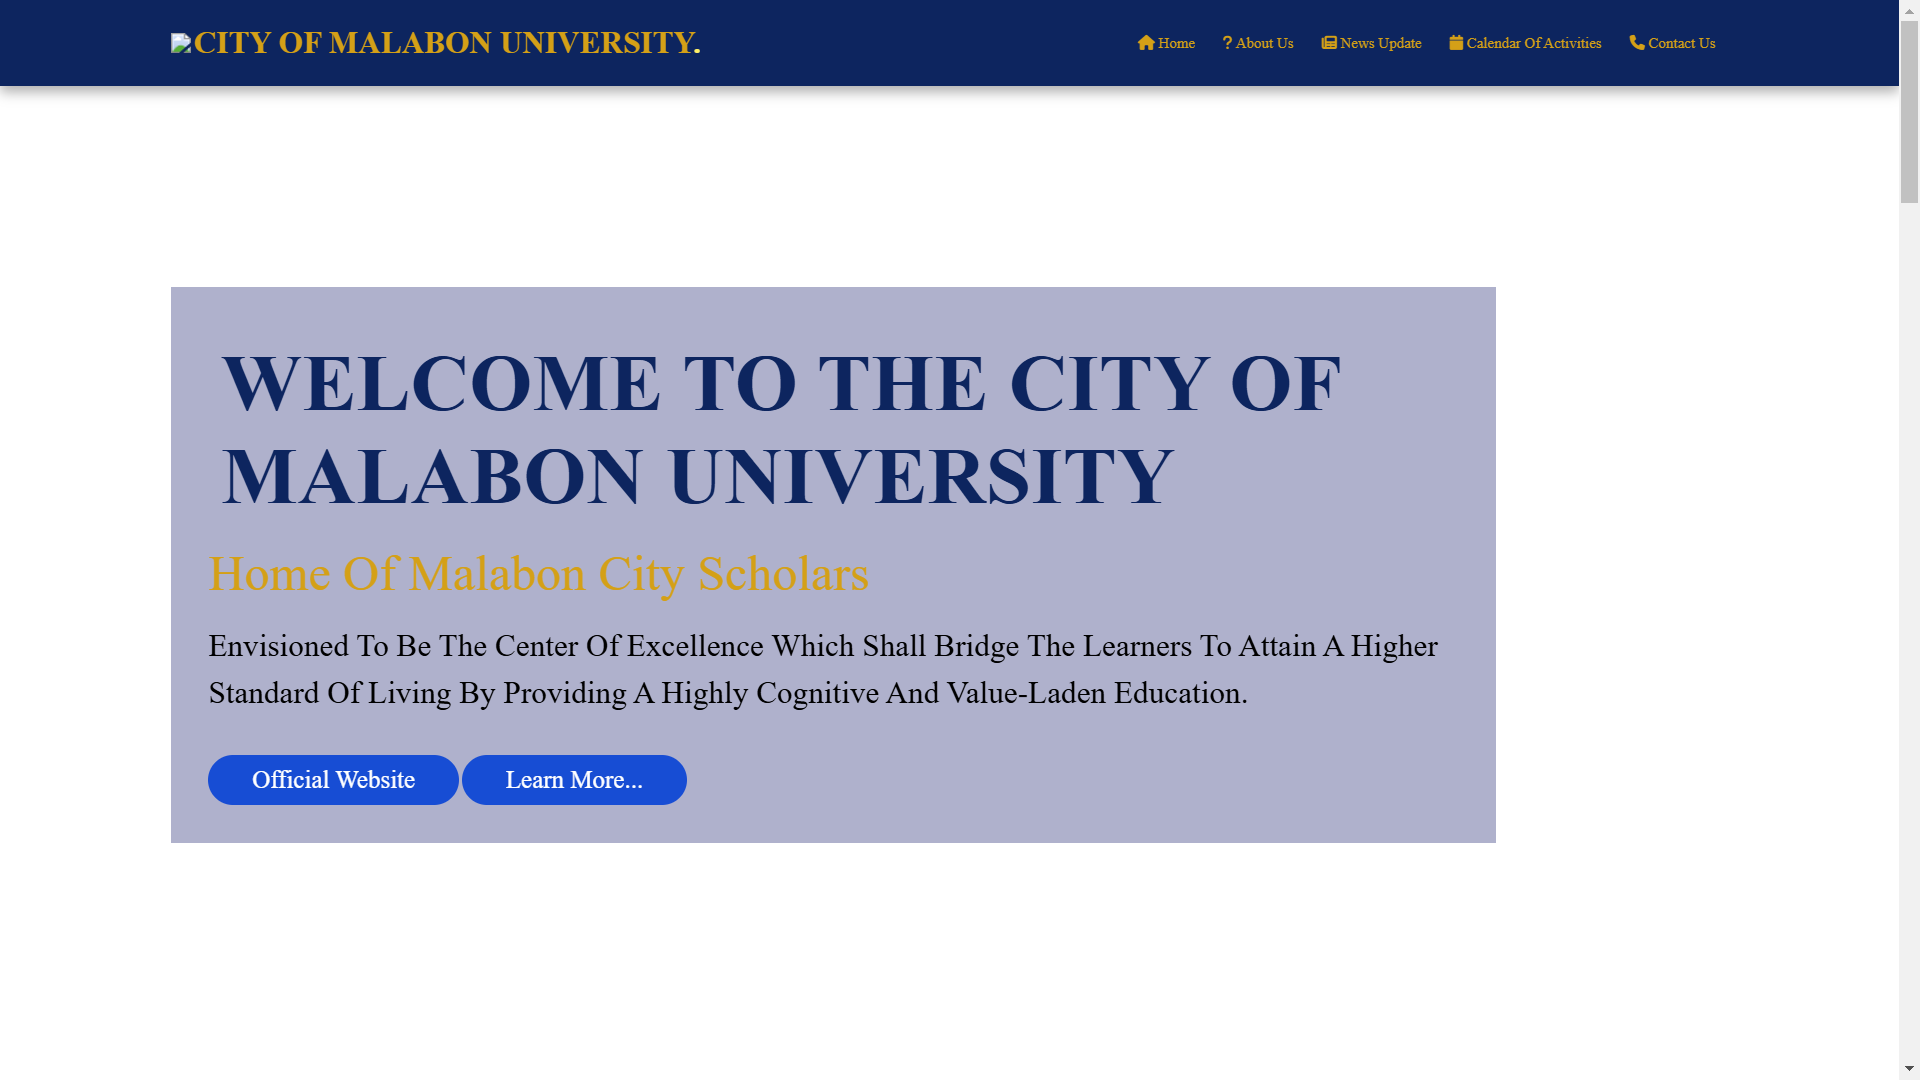 CITY OF MALABON UNIVERSITY.
Home
About Us
News Update
Calendar Of Activities
Contact Us
WELCOME TO THE CITY OF
MALABON UNIVERSITY
Home Of Malabon City Scholars
Envisioned To Be The Center Of Excellence Which Shall Bridge The Learners To Attain A Higher
Standard Of Living By Providing A Highly Cognitive And Value-Laden Education.
Official Website
Learn More...